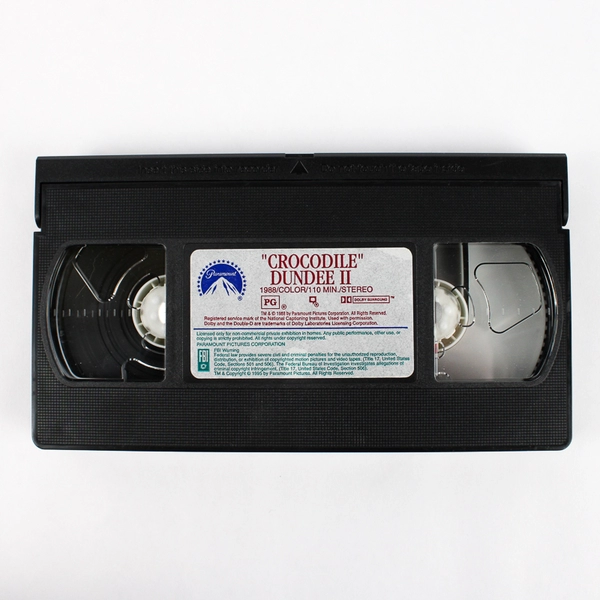 Paramount
"CROCODILE"
DUNDEE II
1988/COLOR/110 MIN./STEREO
PG DOLBY SURROUND
TM & © 1988 by Paramount Pictures Corporation. All Rights Reserved.
Registered service mark of the National Captioning Institute. Used with permission.
Dolby and the Double-D are trademarks of Dolby Laboratories Licensing Corporation.
Licensed only for non-commercial private exhibition in homes. Any public performance, other use, or
copying is strictly prohibited. All rights under copyright reserved.
PARAMOUNT PICTURES CORPORATION
FBI
FBI Warning
Federal law provides severe civil and criminal penalties for the unauthorized reproduction,
distribution, or exhibition of copyrighted motion pictures and video tapes. (Title 17, United States
Code, Sections 501 and 506). The Federal Bureau of Investigation investigates allegations of
criminal copyright infringement. (Title 17, United States Code, Section 506).
TM & Copyright © 1995 by Paramount Pictures. All Rights Reserved.